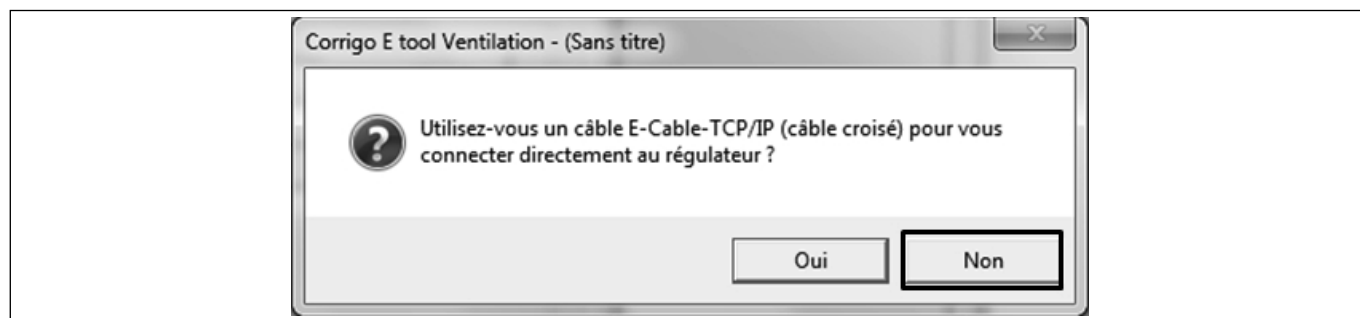 Corrigo E tool Ventilation - (Sans titre)
Utilisez-vous un câble E-Cable-TCP/IP (câble croisé) pour vous
connecter directement au régulateur ?
Oui Non